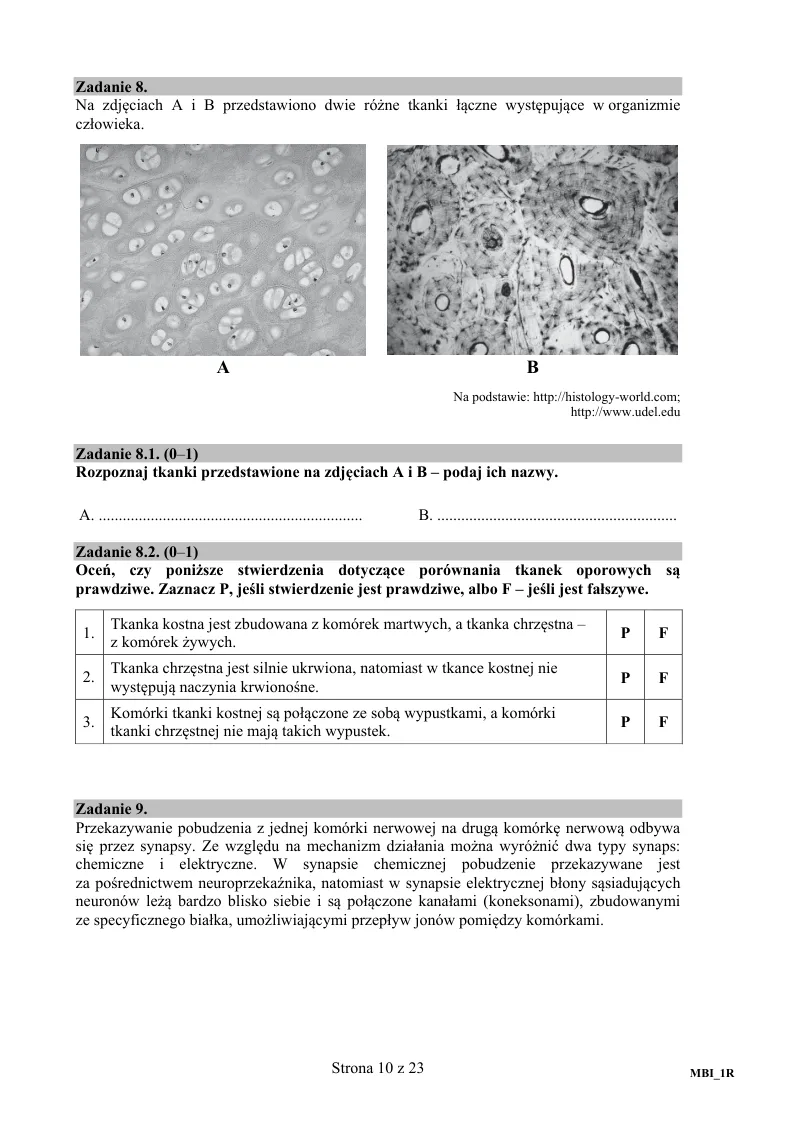 Zadanie 8.
Na zdjęciach A i B przedstawiono dwie różne tkanki łączne występujące w organizmie
człowieka.
A
B
Na podstawie: http://histology-world.com;
http://www.udel.edu
Zadanie 8.1. (0–1)
Rozpoznaj tkanki przedstawione na zdjęciach A i B – podaj ich nazwy.
A. .................................................................. B. ............................................................
Zadanie 8.2. (0–1)
Oceń, czy poniższe stwierdzenia dotyczące porównania tkanek oporowych są
prawdziwe. Zaznacz P, jeśli stwierdzenie jest prawdziwe, albo F – jeśli jest fałszywe.
1. Tkanka kostna jest zbudowana z komórek martwych, a tkanka chrzęstna –
z komórek żywych. P F
2. Tkanka chrzęstna jest silnie ukrwiona, natomiast w tkance kostnej nie
występują naczynia krwionośne. P F
3. Komórki tkanki kostnej są połączone ze sobą wypustkami, a komórki
tkanki chrzęstnej nie mają takich wypustek. P F
Zadanie 9.
Przekazywanie pobudzenia z jednej komórki nerwowej na drugą komórkę nerwową odbywa
się przez synapsy. Ze względu na mechanizm działania można wyróżnić dwa typy synaps:
chemiczne i elektryczne. W synapsie chemicznej pobudzenie przekazywane jest
za pośrednictwem neuroprzekaźnika, natomiast w synapsie elektrycznej błony sąsiadujących
neuronów leżą bardzo blisko siebie i są połączone kanałami (koneksonami), zbudowanymi
ze specyficznego białka, umożliwiającymi przepływ jonów pomiędzy komórkami.
Strona 10 z 23
MBI_1R